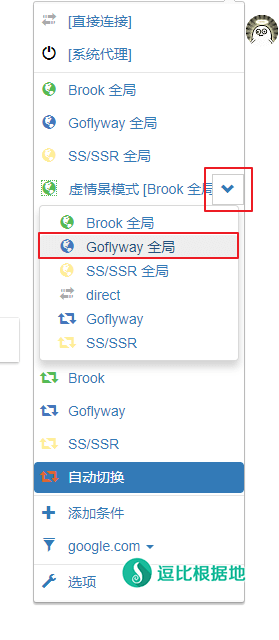 [直接连接]
[系统代理]
Brook 全局
Goflyway 全局
SS/SSR 全局
虚情景模式 [Brook 全局
Brook 全局
Goflyway 全局
SS/SSR 全局
direct
Goflyway
SS/SSR
Brook
Goflyway
SS/SSR
自动切换
添加条件
google.com
选项
逗比根据地